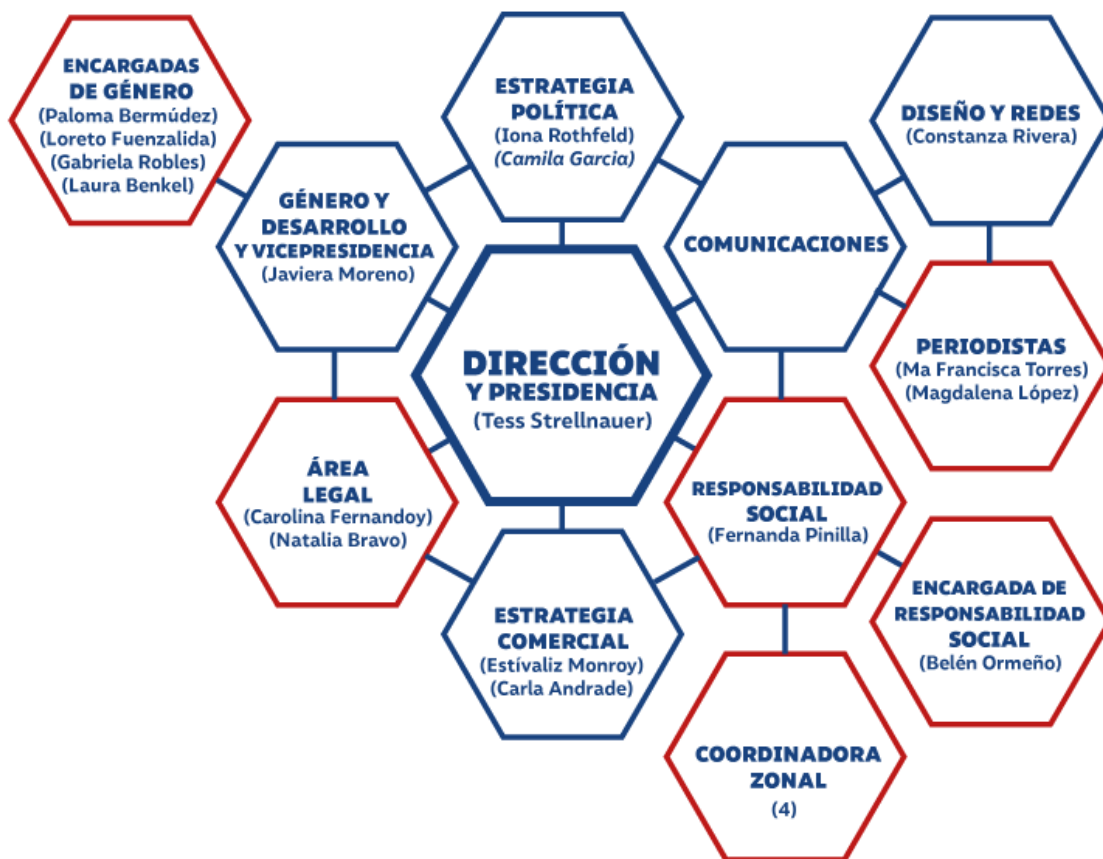 ENCARGADAS
DE GÉNERO
(Paloma Bermúdez)
(Loreto Fuenzalida)
(Gabriela Robles)
(Laura Benkel)
ESTRATEGIA
POLÍTICA
(Iona Rothfeld)
(Camila Garcia)
DISEÑO Y REDES
(Constanza Rivera)
GÉNERO Y
DESARROLLO
Y VICEPRESIDENCIA
(Javiera Moreno)
COMUNICACIONES
DIRECCIÓN
Y PRESIDENCIA
(Tess Strellnauer)
PERIODISTAS
(Ma Francisca Torres)
(Magdalena López)
ÁREA
LEGAL
(Carolina Fernandoy)
(Natalia Bravo)
RESPONSABILIDAD
SOCIAL
(Fernanda Pinilla)
ESTRATEGIA
COMERCIAL
(Estívaliz Monroy)
(Carla Andrade)
ENCARGADA DE
RESPONSABILIDAD
SOCIAL
(Belén Ormeño)
COORDINADORA
ZONAL
(4)